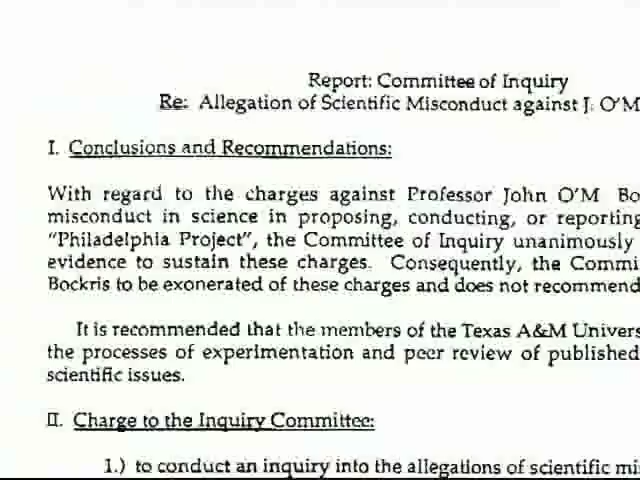 Report: Committee of Inquiry
Re: Allegation of Scientific Misconduct against J. O'M
I. Conclusions and Recommendations:
With regard to the charges against Professor John O'M Bo
misconduct in science in proposing, conducting, or reporting
"Philadelphia Project", the Committee of Inquiry unanimously
evidence to sustain these charges. Consequently, the Commi
Bockris to be exonerated of these charges and does not recommend
It is recommended that the members of the Texas A&M Univers
the processes of experimentation and peer review of published
scientific issues.
II. Charge to the Inquiry Committee:
1.) to conduct an inquiry into the allegations of scientific mi